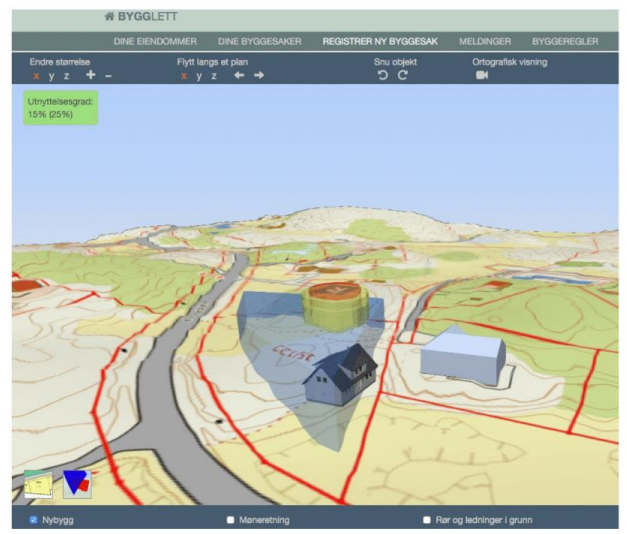 BYGGLETT
DINE EIENDOMMER DINE BYGGESAKER REGISTRER NY BYGGESAK MELDINGER BYGGEREGLER
Endre størrelse Flytt langs et plan Snu objekt Ortografisk visning
x y z + − x y z
Utnyttelsesgrad:
15% (25%)
Nybygg Møneretning Rør og ledninger i grunn